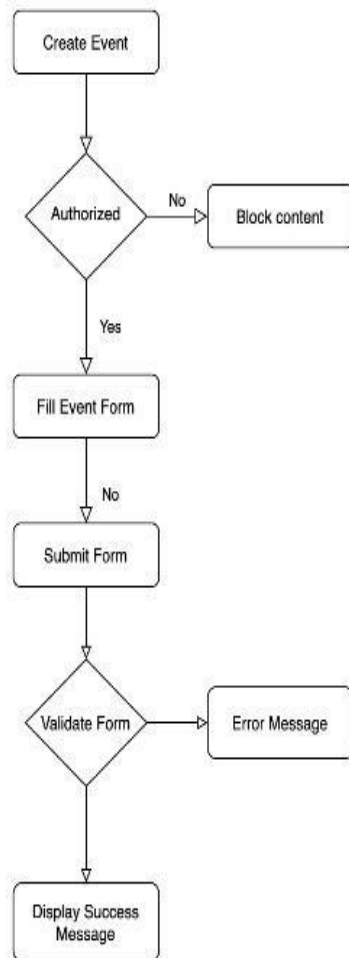 Create Event
Authorized
No
Block content
Yes
Fill Event Form
No
Submit Form
Validate Form
Error Message
Display Success
Message